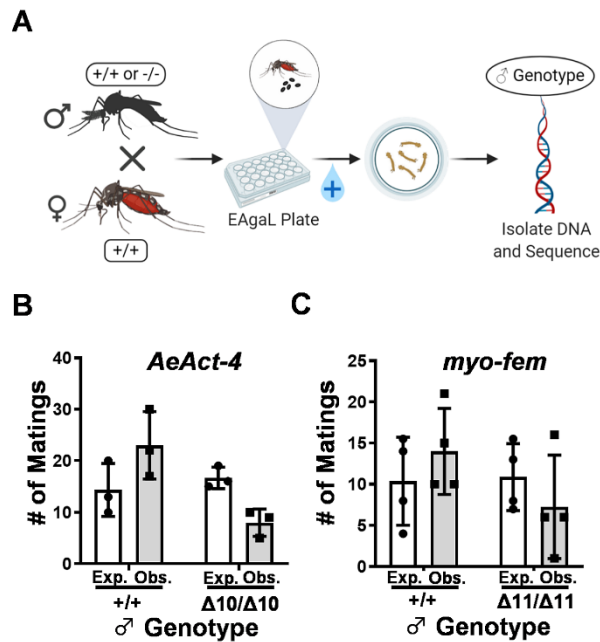 A
+/+ or -/-
♂
♀
+/+
EAgaL Plate
+
♂ Genotype
Isolate DNA
and Sequence
B
AeAct-4
# of Matings
40
30
20
10
0
Exp. Obs.
Exp. Obs.
+/+
Δ10/Δ10
♂ Genotype
C
myo-fem
# of Matings
25
20
15
10
5
0
Exp. Obs.
Exp. Obs.
+/+
Δ11/Δ11
♂ Genotype